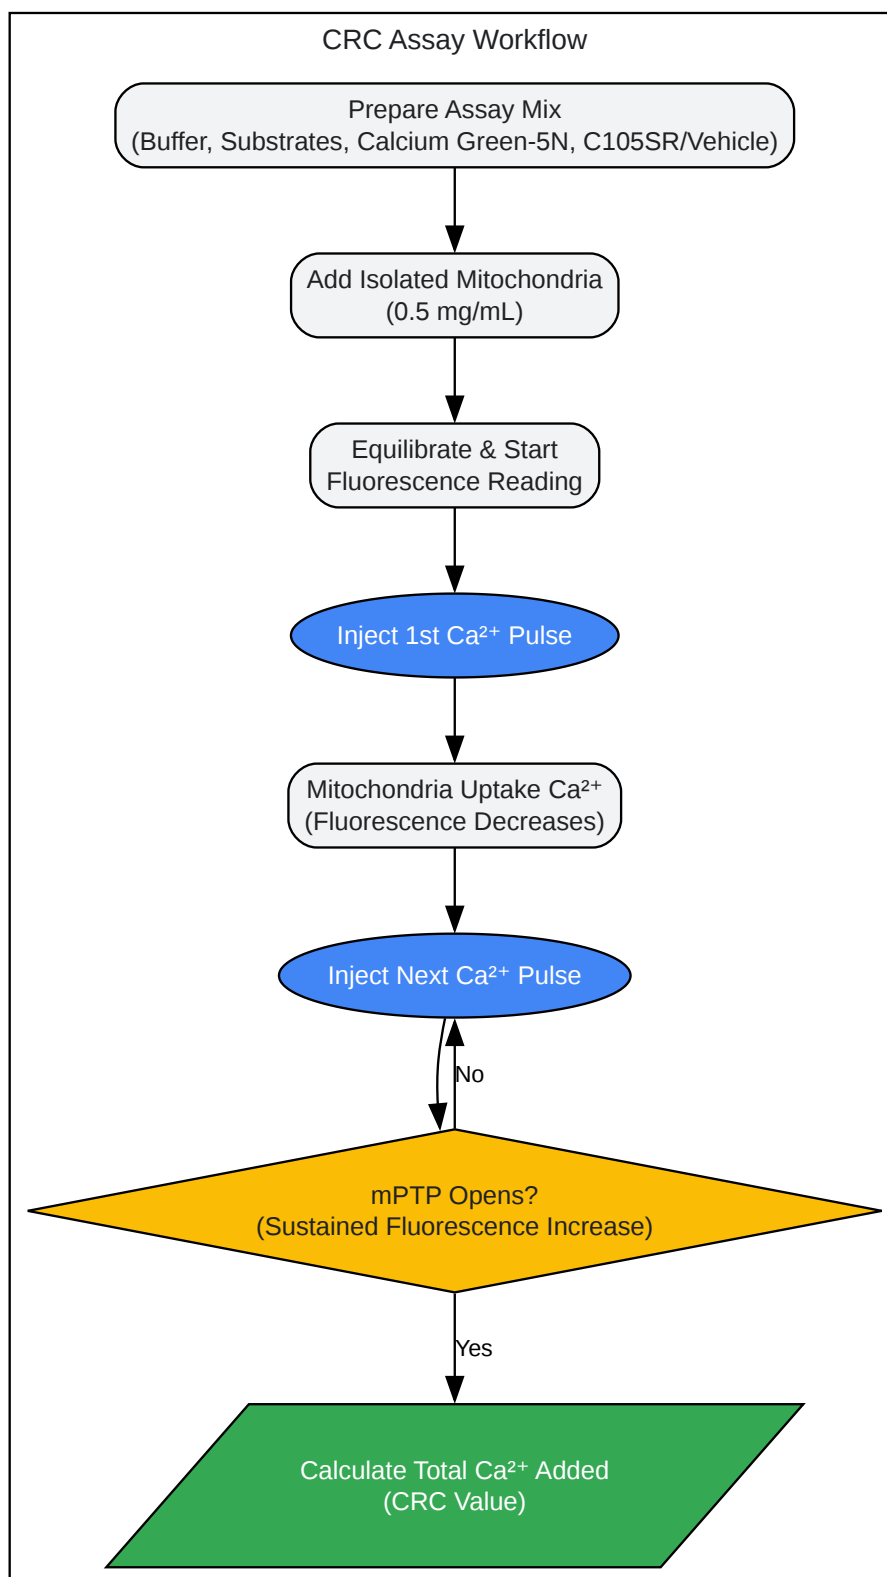 CRC Assay Workflow
Prepare Assay Mix
(Buffer, Substrates, Calcium Green-5N, C105SR/Vehicle)
Add Isolated Mitochondria
(0.5 mg/mL)
Equilibrate & Start
Fluorescence Reading
Inject 1st Ca²⁺ Pulse
Mitochondria Uptake Ca²⁺
(Fluorescence Decreases)
Inject Next Ca²⁺ Pulse
No
mPTP Opens?
(Sustained Fluorescence Increase)
Yes
Calculate Total Ca²⁺ Added
(CRC Value)